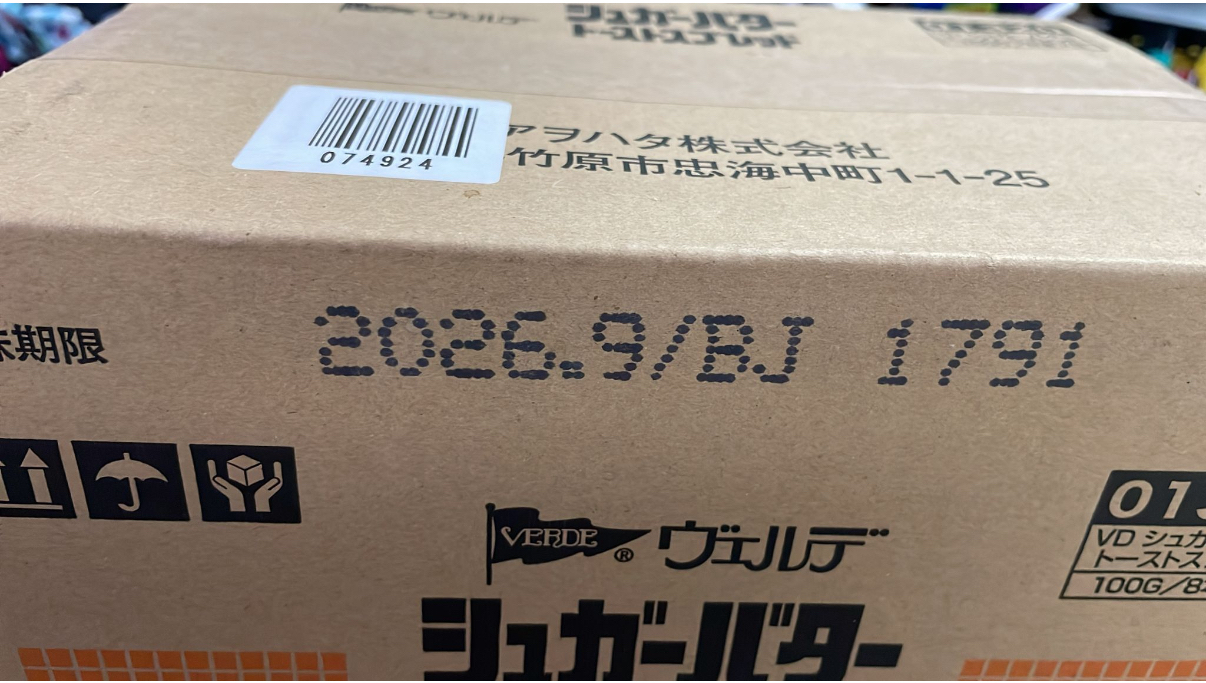 ヴェルデ
シュガーバター
トーストスプレッド
074924
アヲハタ株式会社
竹原市忠海中町1-1-25
味期限
2026.9/BJ 1791
VERDE® ヴェルデ
シュガーバター
01
VD シュガ
トーストス
100G/8